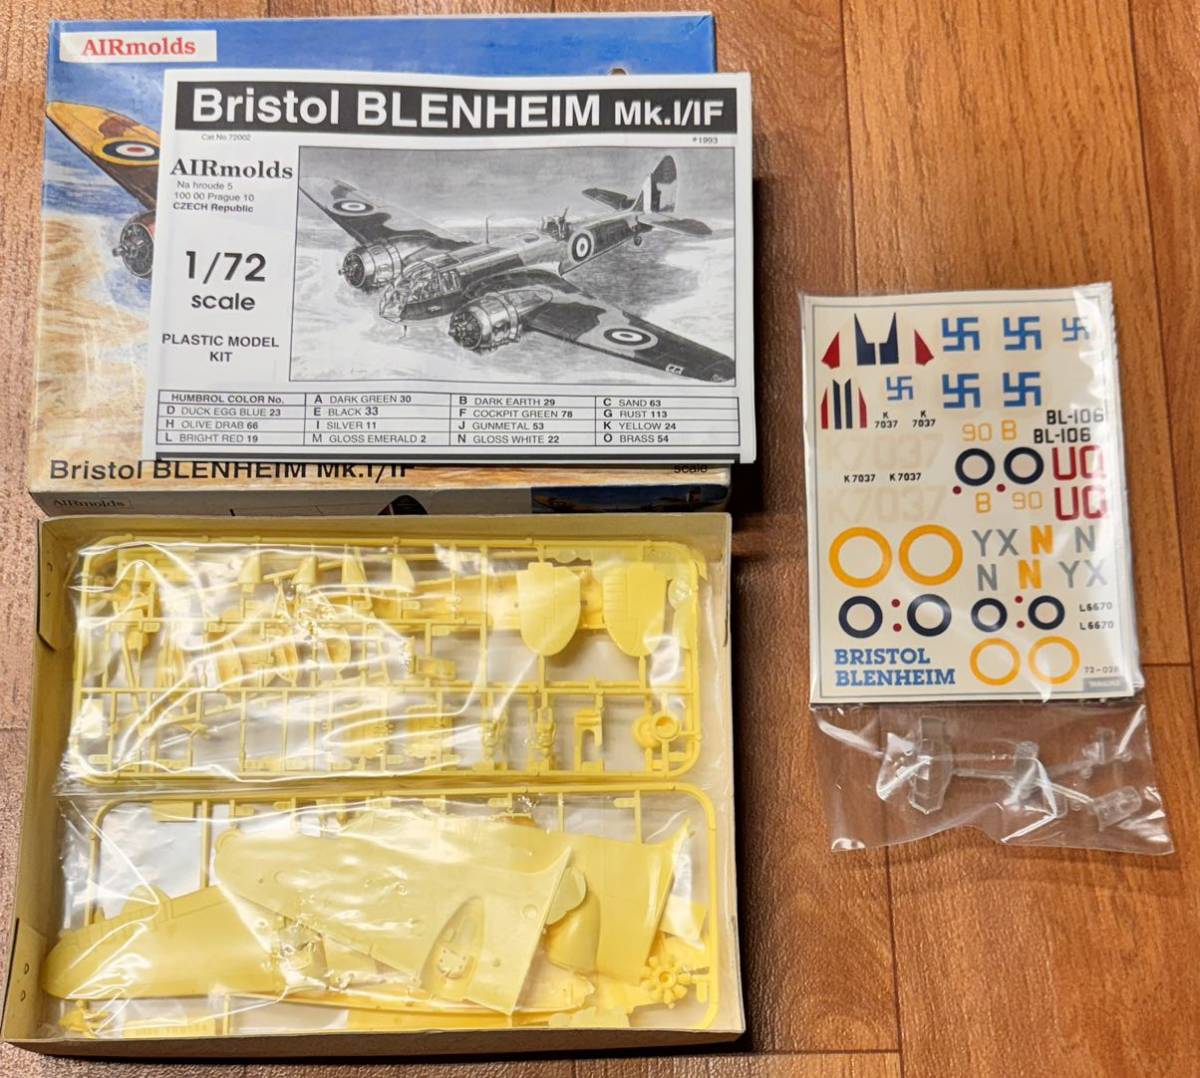 AIRmolds
Bristol BLENHEIM Mk.I/IF
Cat No.72002
©1993
AIRmolds
Na hroude 5
100 00 Prague 10
CZECH Republic
1/72
scale
PLASTIC MODEL
KIT
HUMBROL COLOR No. A DARK GREEN 30 B DARK EARTH 29 C SAND 63
D DUCK EGG BLUE 23 E BLACK 33 F COCKPIT GREEN 78 G RUST 113
H OLIVE DRAB 66 I SILVER 11 J GUNMETAL 53 K YELLOW 24
L BRIGHT RED 19 M GLOSS EMERALD 2 N GLOSS WHITE 22 O BRASS 54
Bristol BLENHEIM Mk.I/IF
scale
AIRmolds
K 7037
K 7037
BL-106
90 B
BL-106
K7037
K 7037 K 7037
UQ
B 90
K7037
UQ
YX N N
N N YX
L6670
L6670
BRISTOL
BLENHEIM